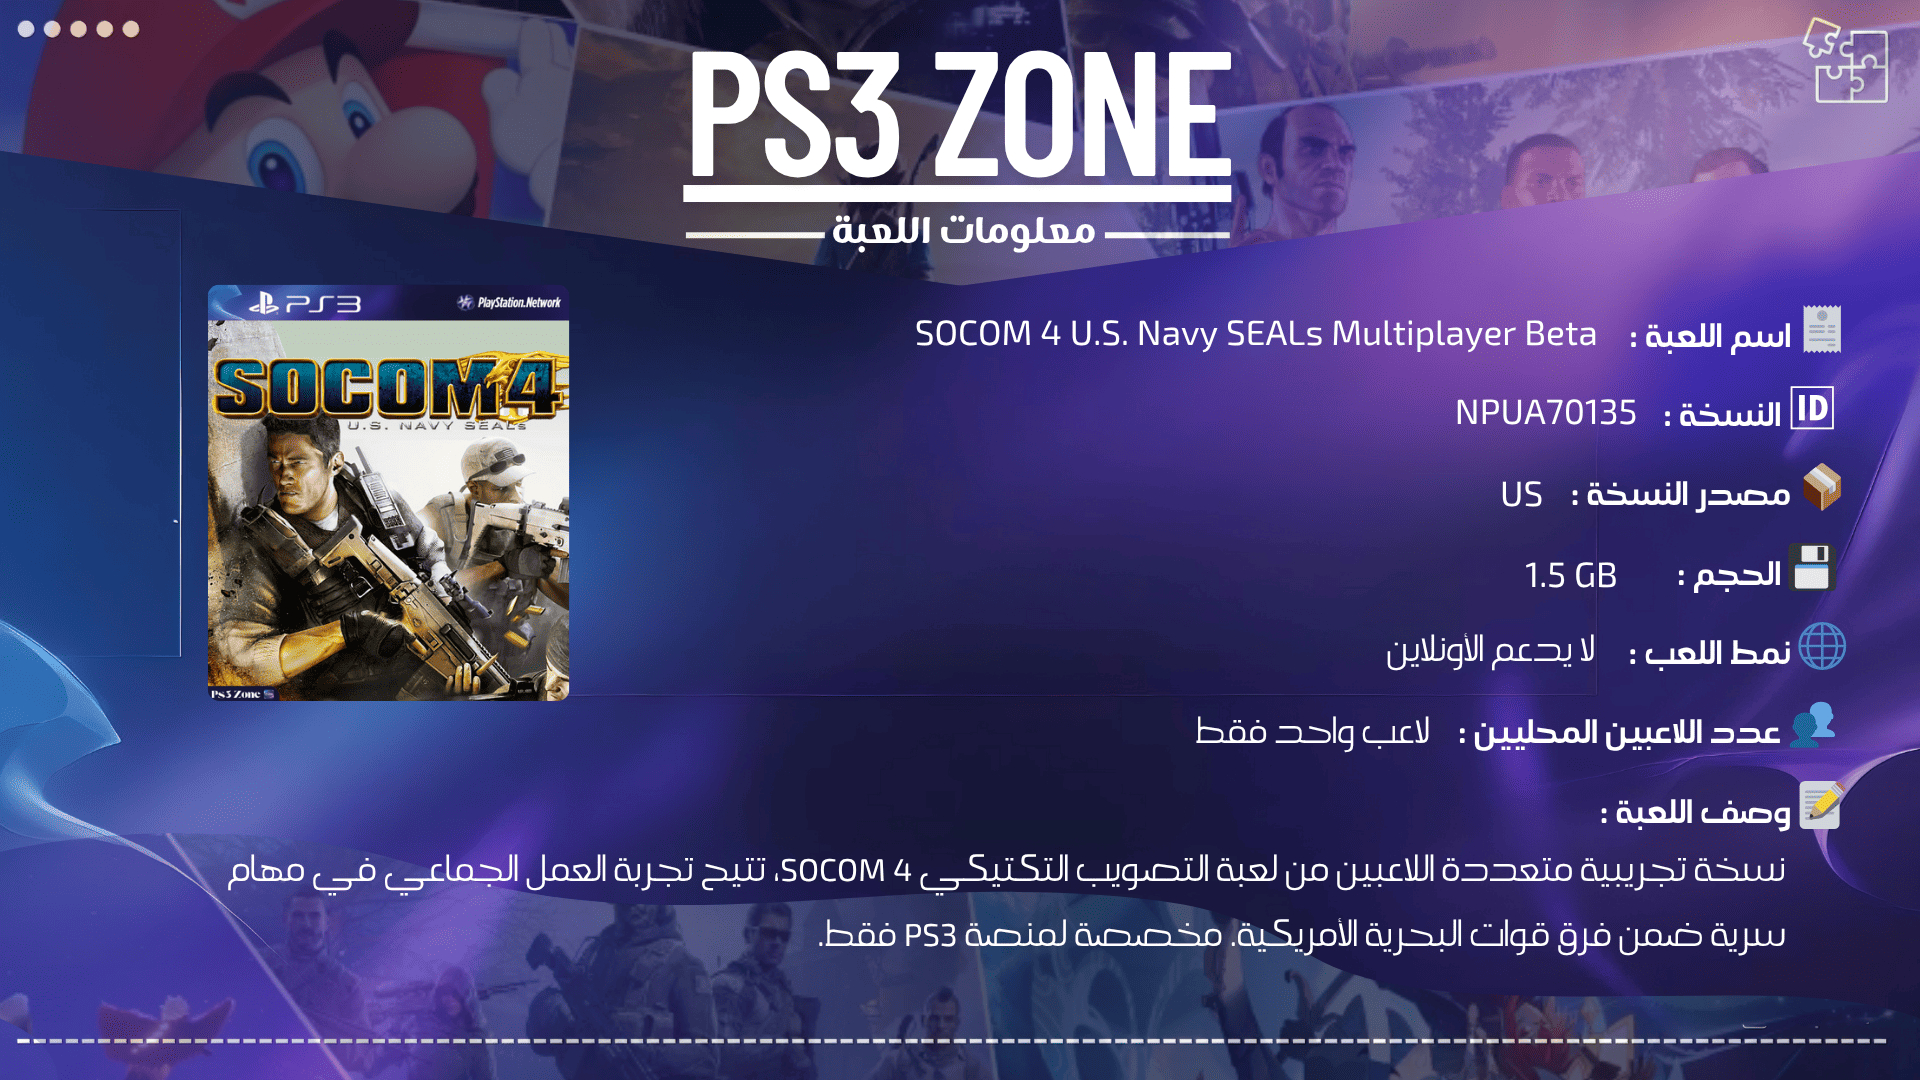 PS3 ZONE
معلومات اللعبة
PS3 PlayStation.Network
SOCOM 4
U.S. NAVY SEALs
Ps3 Zone
اسم اللعبة : SOCOM 4 U.S. Navy SEALs Multiplayer Beta
ID النسخة : NPUA70135
مصدر النسخة : US
الحجم : 1.5 GB
نمط اللعب : لا يدعم الأونلاين
عدد اللاعبين المحليين : لاعب واحد فقط
وصف اللعبة :
نسخة تجريبية متعددة اللاعبين من لعبة التصويب التكتيكي SOCOM 4، تتيح تجربة العمل الجماعي في مهام
سرية ضمن فرق قوات البحرية الأمريكية. مخصصة لمنصة PS3 فقط.